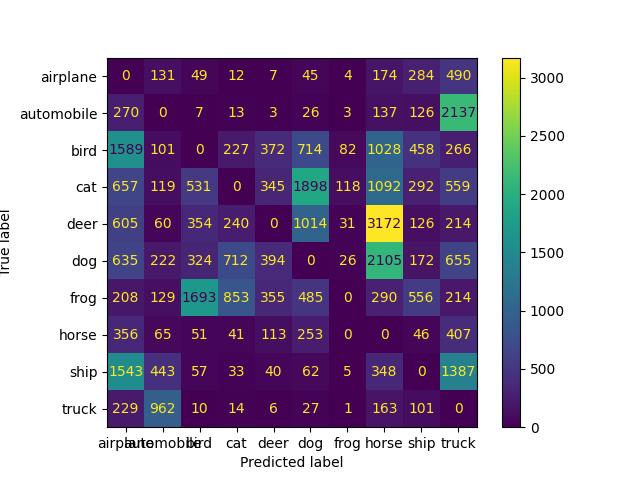 airplane 0 131 49 12 7 45 4 174 284 490
automobile 270 0 7 13 3 26 3 137 126 2137
bird 1589 101 0 227 372 714 82 1028 458 266
cat 657 119 531 0 345 1898 118 1092 292 559
deer 605 60 354 240 0 1014 31 3172 126 214
dog 635 222 324 712 394 0 26 2105 172 655
frog 208 129 1693 853 355 485 0 290 556 214
horse 356 65 51 41 113 253 0 0 46 407
ship 1543 443 57 33 40 62 5 348 0 1387
truck 229 962 10 14 6 27 1 163 101 0
airplane automobile bird cat deer dog frog horse ship truck
Predicted label
True label
3000
2500
2000
1500
1000
500
0